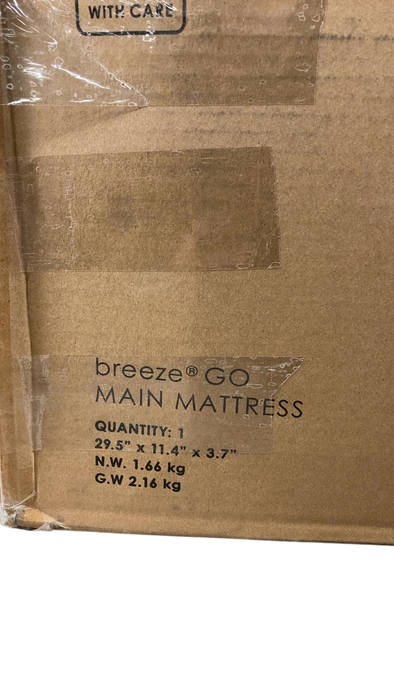 WITH CARE
breeze® GO
MAIN MATTRESS
QUANTITY: 1
29.5" x 11.4" x 3.7"
N.W. 1.66 kg
G.W 2.16 kg